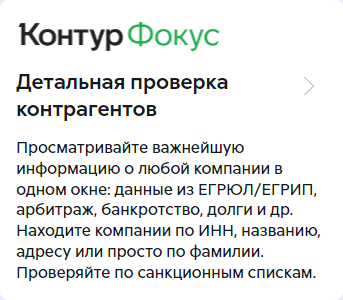 Контур Фокус
Детальная проверка
контрагентов
Просматривайте важнейшую
информацию о любой компании в
одном окне: данные из ЕГРЮЛ/ЕГРИП,
арбитраж, банкротство, долги и др.
Находите компании по ИНН, названию,
адресу или просто по фамилии.
Проверяйте по санкционным спискам.